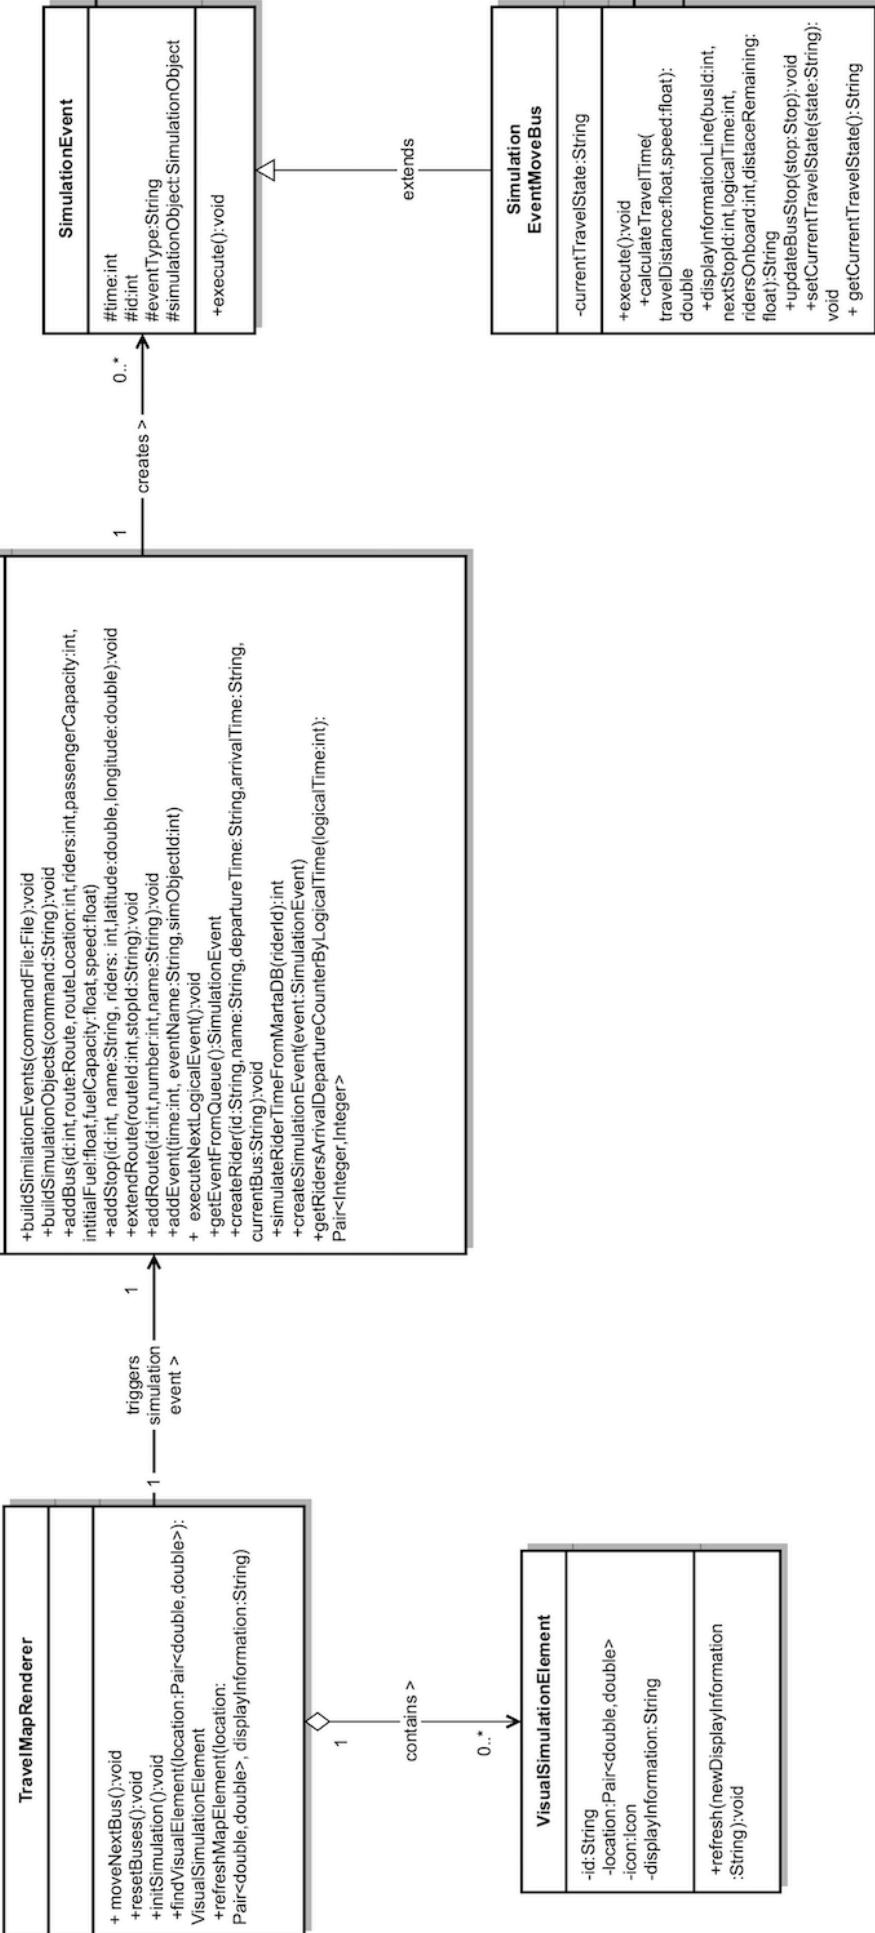 TravelMapRenderer
+ moveNextBus():void
+resetBuses():void
+initSimulation():void
+findVisualElement(location:Pair<double,double>):
VisualSimulationElement
+refreshMapElement(location:
Pair<double,double>, displayInformation:String)
1
triggers
simulation
event >
1
1
contains >
0..*
VisualSimulationElement
-id:String
-location:Pair<double,double>
-icon:Icon
-displayInformation:String
+refresh(newDisplayInformation
:String):void
+buildSimilationEvents(commandFile:File):void
+buildSimulationObjects(command:String):void
+addBus(id:int,route:Route,routeLocation:int,riders:int,passengerCapacity:int,
intitialFuel:float,fuelCapacity:float,speed:float)
+addStop(id:int, name:String, riders: int,latitude:double,longitude:double):void
+extendRoute(routeId:int,stopId:String):void
+addRoute(id:int,number:int,name:String):void
+addEvent(time:int, eventName:String,simObjectId:int)
+ executeNextLogicalEvent():void
+getEventFromQueue():SimulationEvent
+createRider(id:String,name:String,departureTime:String,arrivalTime:String,
currentBus:String):void
+simulateRiderTimeFromMartaDB(riderId):int
+createSimulationEvent(event:SimulationEvent)
+getRidersArrivalDepartureCounterByLogicalTime(logicalTime:int):
Pair<Integer,Integer>
1
creates >
0..*
SimulationEvent
#time:int
#id:int
#eventType:String
#simulationObject:SimulationObject
+execute():void
extends
Simulation
EventMoveBus
-currentTravelState:String
+execute():void
+calculateTravelTime(
travelDistance:float,speed:float):
double
+displayInformationLine(busId:int,
nextStopId:int,logicalTime:int,
ridersOnboard:int,distaceRemaining:
float):String
+updateBusStop(stop:Stop):void
+setCurrentTravelState(state:String):
void
+ getCurrentTravelState():String